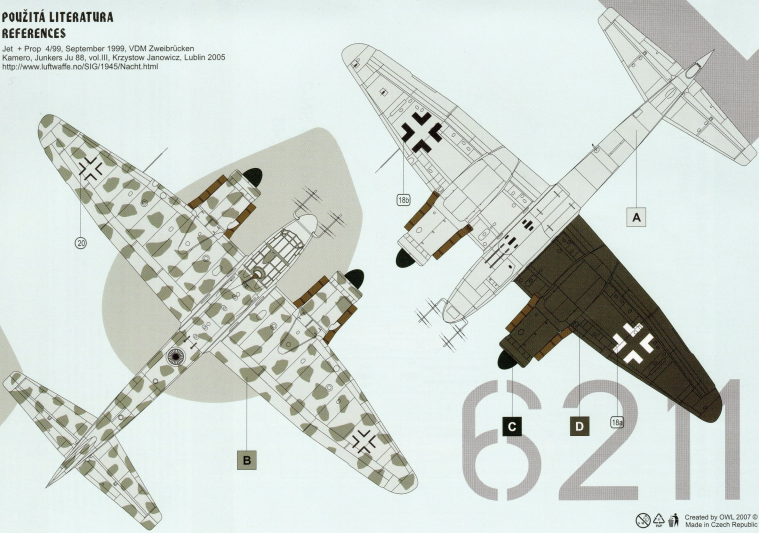 POUŽITÁ LITERATURA
REFERENCES
Jet + Prop 4/99, September 1999, VDM Zweibrücken
Kamero, Junkers Ju 88, vol.III, Krzystow Janowicz, Lublin 2005
http://www.luftwaffe.no/SIG/1945/Nacht.html
18b
A
20
B
C
D
18a
6211
Created by OWL 2007 ©
Made in Czech Republic